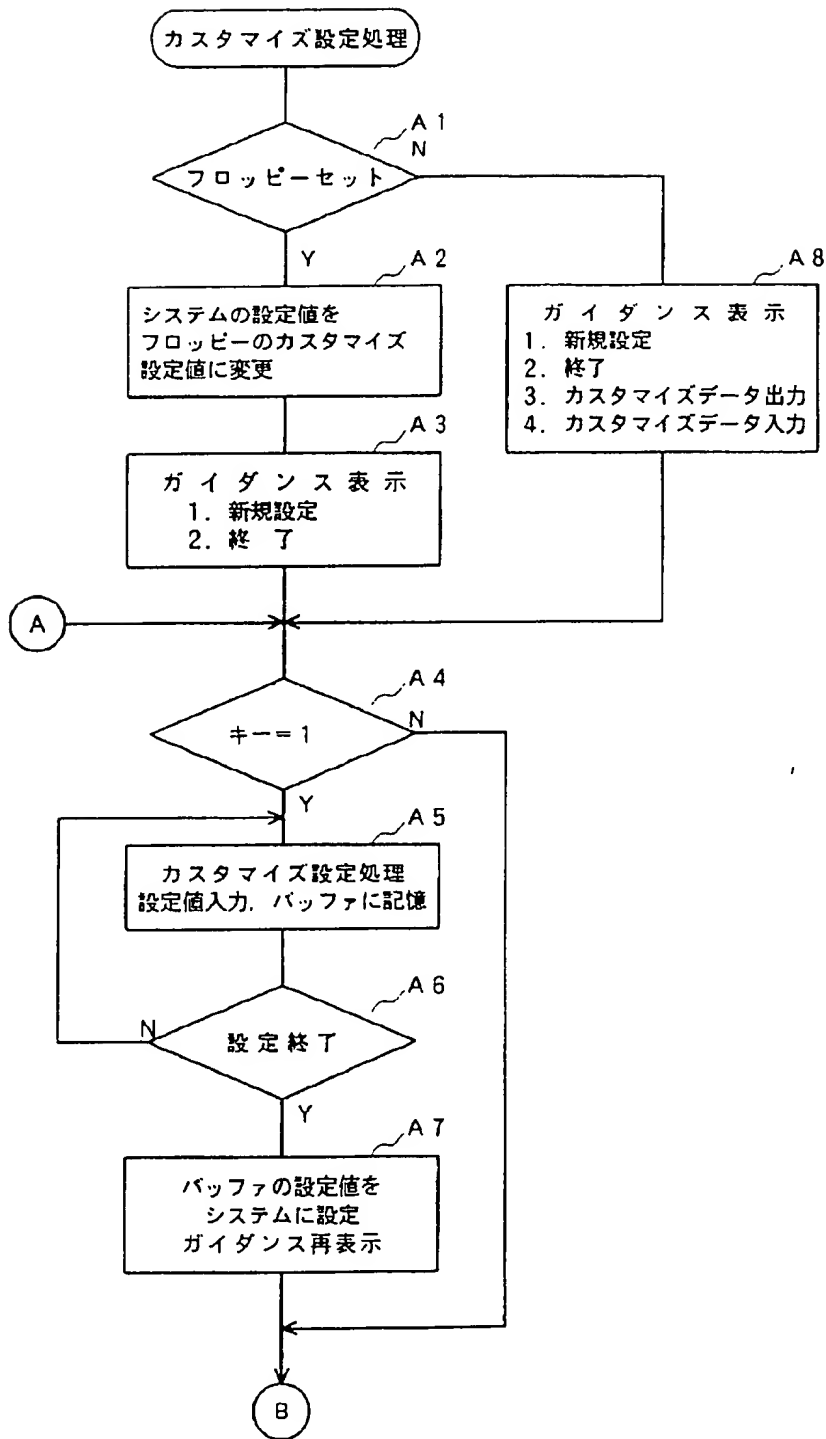 カスタマイズ設定処理
A1
N
フロッピーセット
Y
A2
システムの設定値を
フロッピーのカスタマイズ
設定値に変更
A8
ガイダンス表示
1. 新規設定
2. 終了
3. カスタマイズデータ出力
4. カスタマイズデータ入力
A3
ガイダンス表示
1. 新規設定
2. 終了
A
A4
N
キー=1
Y
A5
カスタマイズ設定処理
設定値入力, バッファに記憶
A6
N
設定終了
Y
A7
バッファの設定値を
システムに設定
ガイダンス再表示
B